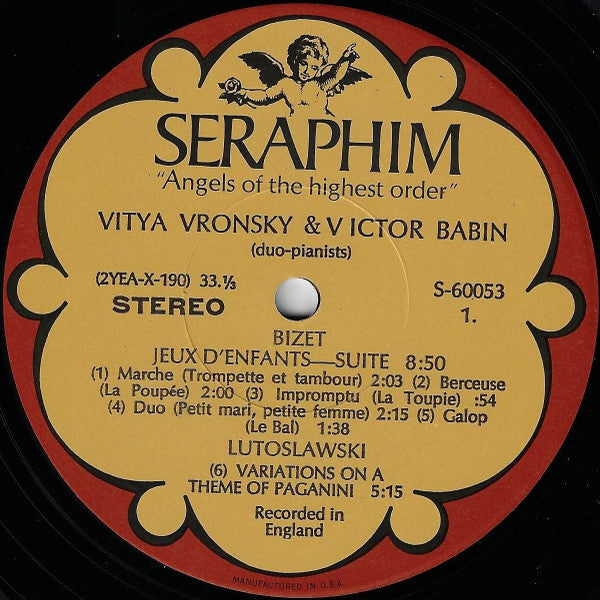 SERAPHIM
"Angels of the highest order"
VITYA VRONSKY & VICTOR BABIN
(duo-pianists)
(2YEA-X-190) 33.⅓
S-60053
STEREO
1.
BIZET
JEUX D'ENFANTS—SUITE 8:50
(1) Marche (Trompette et tambour) 2:03 (2) Berceuse
(La Poupée) 2:00 (3) Impromptu (La Toupie) :54
(4) Duo (Petit mari, petite femme) 2:15 (5) Galop
(Le Bal) 1:38
LUTOSLAWSKI
(6) VARIATIONS ON A
THEME OF PAGANINI 5:15
Recorded in
England
MANUFACTURED IN U.S.A.